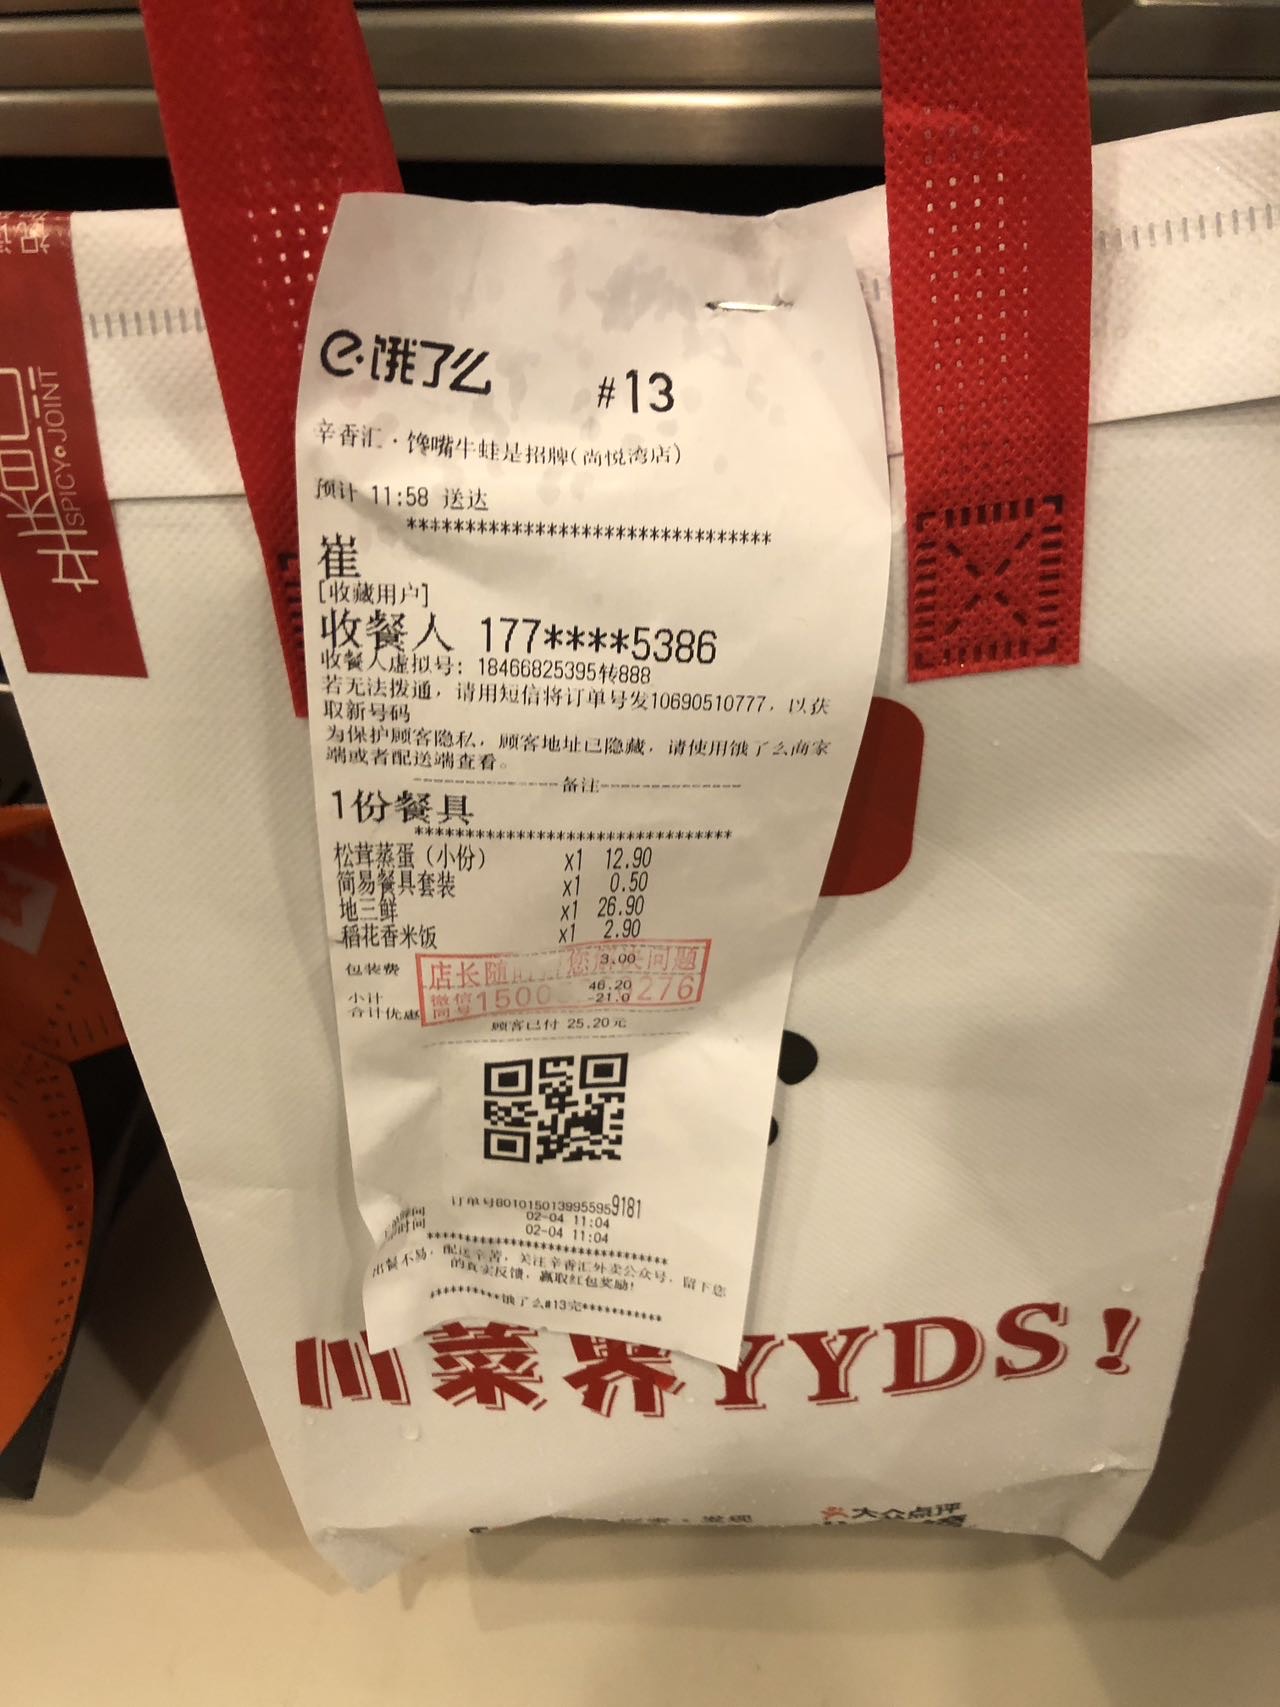 饿了么
#13
辛香汇·馋嘴牛蛙是招牌(尚悦湾店)
预计 11:58 送达
*******************************
崔
[收藏用户]
收餐人 177****5386
收餐人虚拟号: 18466825395转888
若无法拨通，请用短信将订单号发10690510777，以获
取新号码
为保护顾客隐私，顾客地址已隐藏，请使用饿了么商家
端或者配送端查看。
备注
1份餐具
*******************************
松茸蒸蛋（小份） x1 12.90
简易餐具套装 x1 0.50
地三鲜 x1 26.90
稻花香米饭 x1 2.90
包装费 3.00
小计 46.20
合计优惠 -21.0
店长随 您解决问题
微信同号 1500 276
顾客已付 25.20元
订单号8010150139955959181
时间 02-04 11:04
时间 02-04 11:04
出餐不易，配送辛苦，关注辛香汇外卖公众号，留下您
的真实反馈，赢取红包奖励!
**********饿了么#13完**********
SPICY JOINT
川菜界YYDS!
大众点评